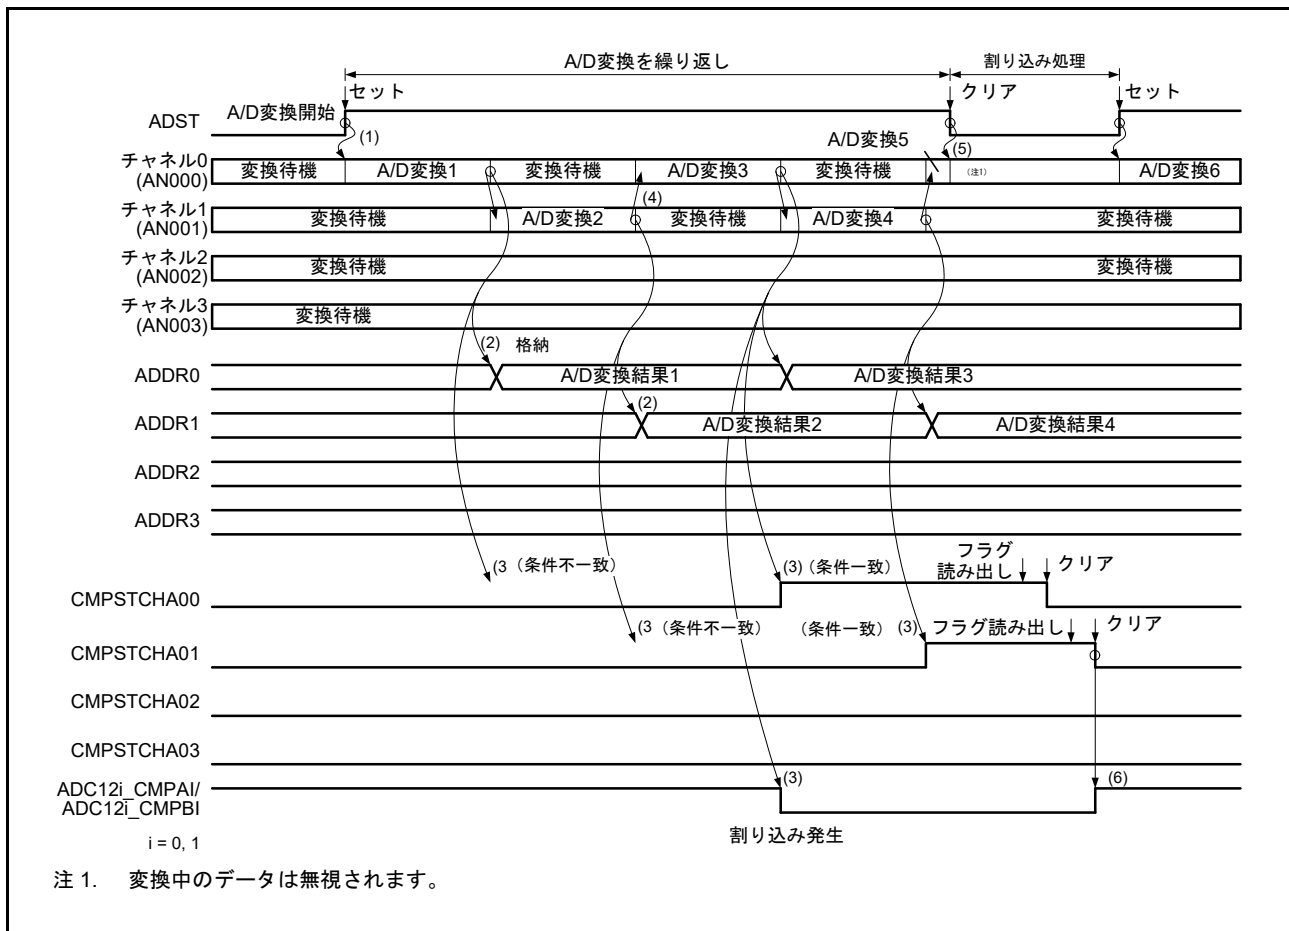 A/D変換を繰り返し 割り込み処理
セット クリア セット
ADST A/D変換開始
(1) A/D変換5 (5)
チャネル0
(AN000) 変換待機 A/D変換1 変換待機 A/D変換3 変換待機 (注1) A/D変換6
(4)
チャネル1
(AN001) 変換待機 A/D変換2 変換待機 A/D変換4 変換待機
チャネル2
(AN002) 変換待機 変換待機
チャネル3
(AN003) 変換待機
(2) 格納
ADDR0 A/D変換結果1 A/D変換結果3
(2)
ADDR1 A/D変換結果2 A/D変換結果4
ADDR2
ADDR3
フラグ
読み出し クリア
(3(条件不一致) (3)(条件一致)
CMPSTCHA00
(3(条件不一致) (条件一致) (3) フラグ読み出し クリア
CMPSTCHA01
CMPSTCHA02
CMPSTCHA03
ADC12i_CMPAI/
ADC12i_CMPBI
(3) (6)
割り込み発生
i = 0, 1
注 1. 変換中のデータは無視されます。